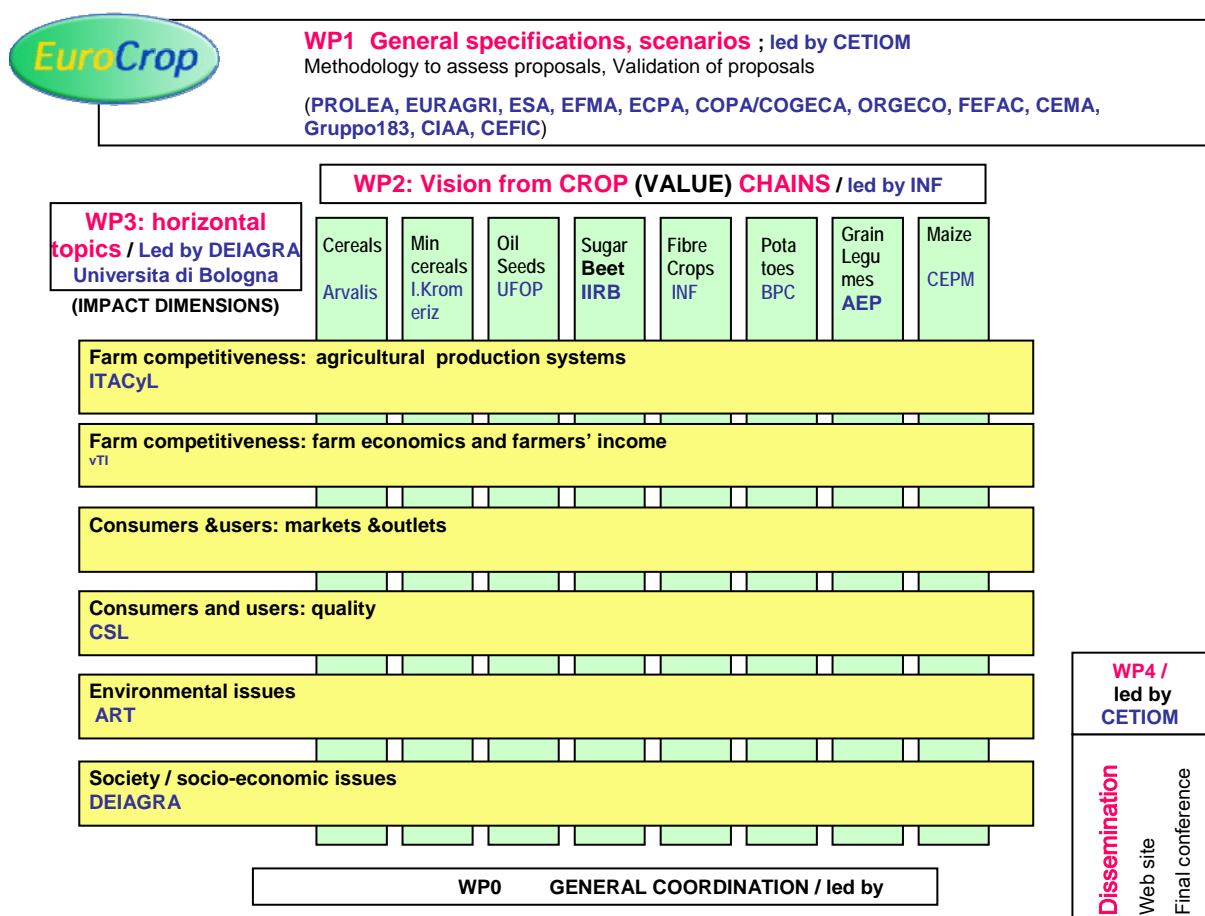 EuroCrop
WP1 General specifications, scenarios ; led by CETIOM
Methodology to assess proposals, Validation of proposals
(PROLEA, EURAGRI, ESA, EFMA, ECPA, COPA/COGECA, ORGECO, FEFAC, CEMA,
Gruppo183, CIAA, CEFIC)
WP2: Vision from CROP (VALUE) CHAINS / led by INF
WP3: horizontal
topics / Led by DEIAGRA
Universita di Bologna
(IMPACT DIMENSIONS)
Cereals
Arvalis
Min
cereals
I.Krom
eriz
Oil
Seeds
UFOP
Sugar
Beet
IIRB
Fibre
Crops
INF
Pota
toes
BPC
Grain
Legu
mes
AEP
Maize
CEPM
Farm competitiveness: agricultural production systems
ITACyL
Farm competitiveness: farm economics and farmers' income
vTI
Consumers &users: markets &outlets
Consumers and users: quality
CSL
Environmental issues
ART
Society / socio-economic issues
DEIAGRA
WP4 /
led by
CETIOM
Dissemination
Web site
Final conference
WP0 GENERAL COORDINATION / led by